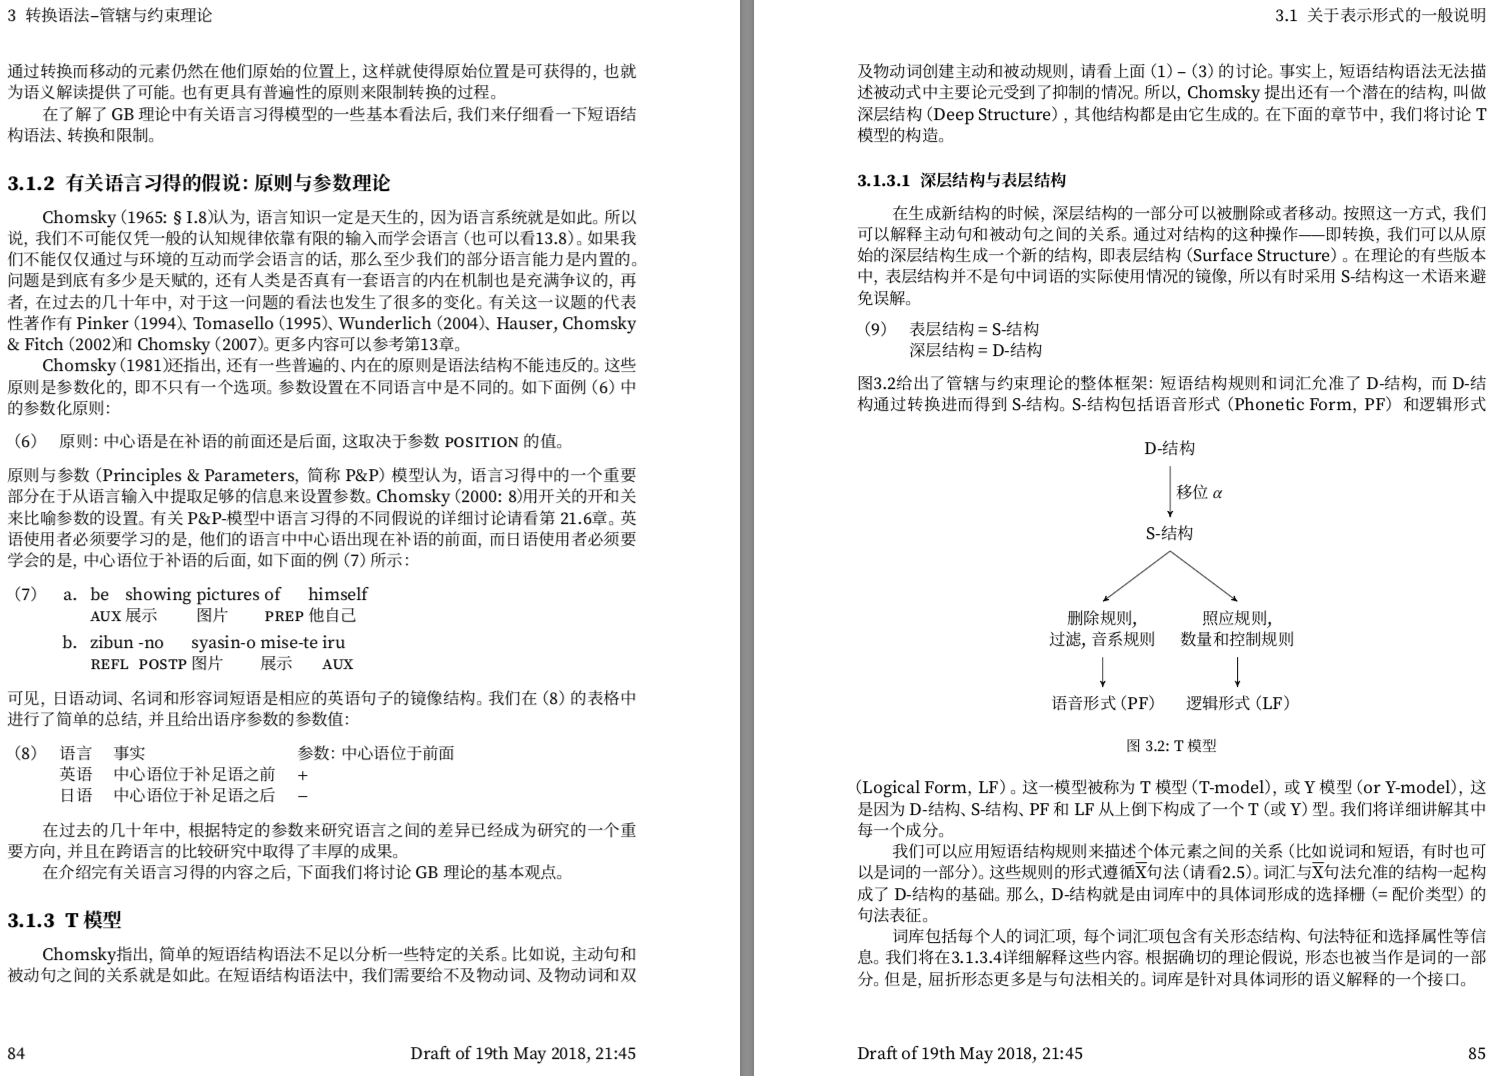 3 转换语法–管辖与约束理论
通过转换而移动的元素仍然在他们原始的位置上, 这样就使得原始位置是可获得的, 也就
为语义解读提供了可能。也有更具有普遍性的原则来限制转换的过程。
在了解了 GB 理论中有关语言习得模型的一些基本看法后, 我们来仔细看一下短语结
构语法、转换和限制。
3.1.2 有关语言习得的假说: 原则与参数理论
Chomsky (1965: § I.8)认为, 语言知识一定是天生的, 因为语言系统就是如此。所以
说, 我们不可能仅凭一般的认知规律依靠有限的输入而学会语言 (也可以看13.8)。如果我
们不能仅仅通过与环境的互动而学会语言的话, 那么至少我们的部分语言能力是内置的。
问题是到底有多少是天赋的, 还有人类是否真有一套语言的内在机制也是充满争议的, 再
者, 在过去的几十年中, 对于这一问题的看法也发生了很多的变化。有关这一议题的代表
性著作有 Pinker (1994)、Tomasello (1995)、Wunderlich (2004)、Hauser, Chomsky
& Fitch (2002)和 Chomsky (2007)。更多内容可以参考第13章。
Chomsky (1981)还指出, 还有一些普遍的、内在的原则是语法结构不能违反的。这些
原则是参数化的, 即不只有一个选项。参数设置在不同语言中是不同的。如下面例 (6) 中
的参数化原则:
(6) 原则: 中心语是在补语的前面还是后面, 这取决于参数 POSITION 的值。
原则与参数 (Principles & Parameters, 简称 P&P) 模型认为, 语言习得中的一个重要
部分在于从语言输入中提取足够的信息来设置参数。Chomsky (2000: 8)用开关的开和关
来比喻参数的设置。有关 P&P-模型中语言习得的不同假说的详细讨论请看第 21.6章。英
语使用者必须要学习的是, 他们的语言中中心语出现在补语的前面, 而日语使用者必须要
学会的是, 中心语位于补语的后面, 如下面的例 (7) 所示:
(7) a. be showing pictures of himself
AUX 展示 图片 PREP 他自己
b. zibun -no syasin-o mise-te iru
REFL POSTP 图片 展示 AUX
可见, 日语动词、名词和形容词短语是相应的英语句子的镜像结构。我们在 (8) 的表格中
进行了简单的总结, 并且给出语序参数的参数值:
(8) 语言 事实 参数: 中心语位于前面
英语 中心语位于补足语之前 +
日语 中心语位于补足语之后 –
在过去的几十年中, 根据特定的参数来研究语言之间的差异已经成为研究的一个重
要方向, 并且在跨语言的比较研究中取得了丰厚的成果。
在介绍完有关语言习得的内容之后, 下面我们将讨论 GB 理论的基本观点。
3.1.3 T 模型
Chomsky指出, 简单的短语结构语法不足以分析一些特定的关系。比如说, 主动句和
被动句之间的关系就是如此。在短语结构语法中, 我们需要给不及物动词、及物动词和双
84 Draft of 19th May 2018, 21:45
3.1 关于表示形式的一般说明
及物动词创建主动和被动规则, 请看上面 (1) – (3) 的讨论。事实上, 短语结构语法无法描
述被动式中主要论元受到了抑制的情况。所以, Chomsky 提出还有一个潜在的结构, 叫做
深层结构 (Deep Structure) , 其他结构都是由它生成的。在下面的章节中, 我们将讨论 T
模型的构造。
3.1.3.1 深层结构与表层结构
在生成新结构的时候, 深层结构的一部分可以被删除或者移动。按照这一方式, 我们
可以解释主动句和被动句之间的关系。通过对结构的这种操作——即转换, 我们可以从原
始的深层结构生成一个新的结构, 即表层结构 (Surface Structure) 。在理论的有些版本
中, 表层结构并不是句中词语的实际使用情况的镜像, 所以有时采用 S-结构这一术语来避
免误解。
(9) 表层结构 = S-结构
深层结构 = D-结构
图3.2给出了管辖与约束理论的整体框架: 短语结构规则和词汇允准了 D-结构, 而 D-结
构通过转换进而得到 S-结构。S-结构包括语音形式 (Phonetic Form, PF) 和逻辑形式
D-结构
移位 α
S-结构
删除规则, 照应规则,
过滤, 音系规则 数量和控制规则
语音形式 (PF) 逻辑形式 (LF)
图 3.2: T 模型
(Logical Form, LF) 。这一模型被称为 T 模型 (T-model), 或 Y 模型 (or Y-model), 这
是因为 D-结构、S-结构、PF 和 LF 从上倒下构成了一个 T (或 Y) 型。我们将详细讲解其中
每一个成分。
我们可以应用短语结构规则来描述个体元素之间的关系 (比如说词和短语, 有时也可
以是词的一部分)。这些规则的形式遵循X̅句法 (请看2.5)。词汇与X̅句法允准的结构一起构
成了 D-结构的基础。那么, D-结构就是由词库中的具体词形成的选择栅 (= 配价类型) 的
句法表征。
词库包括每个人的词汇项, 每个词汇项包含有关形态结构、句法特征和选择属性等信
息。我们将在3.1.3.4详细解释这些内容。根据确切的理论假说, 形态也被当作是词的一部
分。但是, 屈折形态更多是与句法相关的。词库是针对具体词形的语义解释的一个接口。
Draft of 19th May 2018, 21:45 85